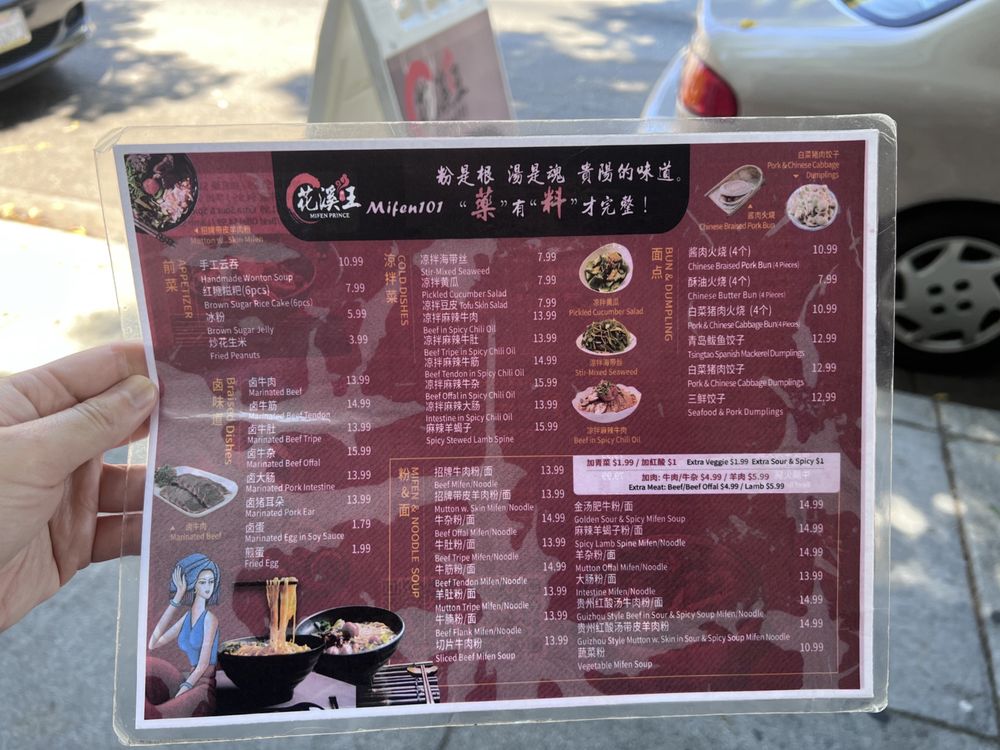 花溪王
MIFEN PRINCE
粉是根 湯是魂 貴陽的味道。
Mifen101 “藥”有“料”才完整！
招牌带皮羊肉粉
Mutton w. Skin Mifen
白菜猪肉饺子
Pork & Chinese Cabbage
Dumplings
酱肉火烧
Chinese Braised Pork Bun
前菜
APPETIZER
手工云吞 10.99
Handmade Wonton Soup
红糖糍粑(6pcs) 7.99
Brown Sugar Rice Cake(6pcs)
冰粉 5.99
Brown Sugar Jelly
炒花生米 3.99
Fried Peanuts
卤味道
Braised Dishes
卤牛肉 13.99
Marinated Beef
卤牛筋 14.99
Marinated Beef Tendon
卤牛肚 13.99
Marinated Beef Tripe
卤牛杂 15.99
Marinated Beef Offal
卤大肠 13.99
Marinated Pork Intestine
卤猪耳朵 13.99
Marinated Pork Ear
卤蛋 1.79
Marinated Egg in Soy Sauce
煎蛋 1.99
Fried Egg
卤牛肉
Marinated Beef
凉拌菜
COLD DISHES
凉拌海带丝 7.99
Stir-Mixed Seaweed
凉拌黄瓜 7.99
Pickled Cucumber Salad
凉拌豆皮 Tofu Skin Salad 7.99
凉拌麻辣牛肉 13.99
Beef in Spicy Chili Oil
凉拌麻辣牛肚 13.99
Beef Tripe in Spicy Chili Oil
凉拌麻辣牛筋 14.99
Beef Tendon in Spicy Chili Oil
凉拌麻辣牛杂 15.99
Beef Offal in Spicy Chili Oil
凉拌麻辣大肠 13.99
Intestine in Spicy Chili Oil
麻辣羊蝎子 15.99
Spicy Stewed Lamb Spine
凉拌黄瓜
Pickled Cucumber Salad
凉拌海带丝
Stir-Mixed Seaweed
凉拌麻辣牛肉
Beef in Spicy Chili Oil
面点
BUN & DUMPLING
酱肉火烧 (4个) 10.99
Chinese Braised Pork Bun (4 Pieces)
酥油火烧 (4个) 7.99
Chinese Butter Bun (4 Pieces)
白菜猪肉火烧 (4个) 10.99
Pork & Chinese Cabbage Bun(4 Pieces)
青岛鲅鱼饺子 12.99
Tsingtao Spanish Mackerel Dumplings
白菜猪肉饺子 12.99
Pork & Chinese Cabbage Dumplings
三鲜饺子 12.99
Seafood & Pork Dumplings
粉&面
MIFEN & NOODLE SOUP
加青菜 $1.99 / 加紅酸 $1 Extra Veggie $1.99 Extra Sour & Spicy $1
加肉: 牛肉/牛杂 $4.99 / 羊肉 $5.99
Extra Meat: Beef/Beef Offal $4.99 / Lamb $5.99
招牌牛肉粉/面 13.99
Beef Mifen/Noodle
招牌带皮羊肉粉/面 13.99
Mutton w. Skin Mifen/Noodle
牛杂粉/面 14.99
Beef Offal Mifen/Noodle
牛肚粉/面 13.99
Beef Tripe Mifen/Noodle
牛筋粉/面 14.99
Beef Tendon Mifen/Noodle
羊肚粉/面 13.99
Mutton Tripe Mifen/Noodle
牛腩粉/面 13.99
Beef Flank Mifen/Noodle
切片牛肉粉 13.99
Sliced Beef Mifen Soup
金汤肥牛粉/面 14.99
Golden Sour & Spicy Mifen Soup
麻辣羊蝎子粉/面 14.99
Spicy Lamb Spine Mifen/Noodle
羊杂粉/面 14.99
Mutton Offal Mifen/Noodle
大肠粉/面 13.99
Intestine Mifen/Noodle
贵州红酸汤牛肉粉/面 14.99
Guizhou Style Beef in Sour & Spicy Soup Mifen/Noodle
贵州红酸汤带皮羊肉粉 14.99
Guizhou Style Mutton w. Skin in Sour & Spicy Soup Mifen/Noodle
蔬菜粉 10.99
Vegetable Mifen Soup